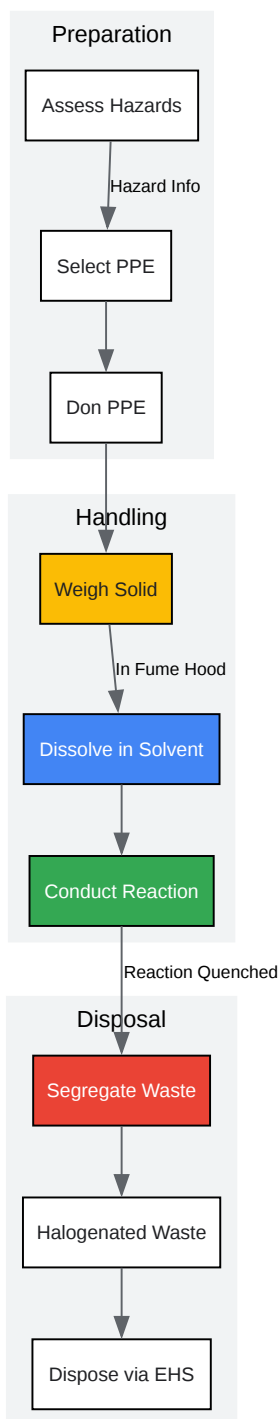 Preparation
Assess Hazards
Hazard Info
Select PPE
Don PPE
Handling
Weigh Solid
In Fume Hood
Dissolve in Solvent
Conduct Reaction
Reaction Quenched
Disposal
Segregate Waste
Halogenated Waste
Dispose via EHS